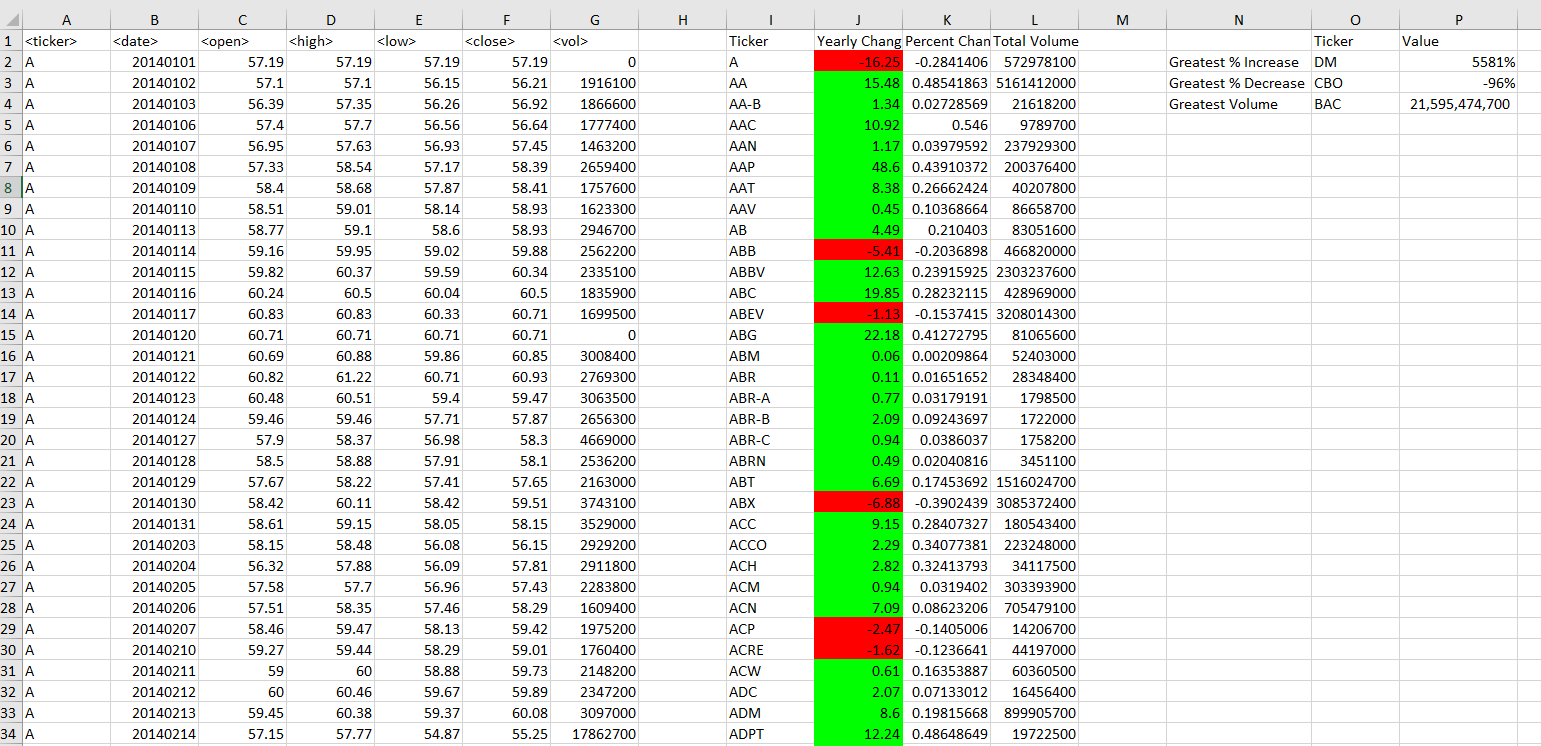 A B C D E F G H I J K L M N O P
1 <ticker> <date> <open> <high> <low> <close> <vol> Ticker Yearly Chang Percent Chan Total Volume Ticker Value
2 A 20140101 57.19 57.19 57.19 57.19 0 A -16.25 -0.2841406 572978100 Greatest % Increase DM 5581%
3 A 20140102 57.1 57.1 56.15 56.21 1916100 AA 15.48 0.48541863 5161412000 Greatest % Decrease CBO -96%
4 A 20140103 56.39 57.35 56.26 56.92 1866600 AA-B 1.34 0.02728569 21618200 Greatest Volume BAC 21,595,474,700
5 A 20140106 57.4 57.7 56.56 56.64 1777400 AAC 10.92 0.546 9789700
6 A 20140107 56.95 57.63 56.93 57.45 1463200 AAN 1.17 0.03979592 237929300
7 A 20140108 57.33 58.54 57.17 58.39 2659400 AAP 48.6 0.43910372 200376400
8 A 20140109 58.4 58.68 57.87 58.41 1757600 AAT 8.38 0.26662424 40207800
9 A 20140110 58.51 59.01 58.14 58.93 1623300 AAV 0.45 0.10368664 86658700
10 A 20140113 58.77 59.1 58.6 58.93 2946700 AB 4.49 0.210403 83051600
11 A 20140114 59.16 59.95 59.02 59.88 2562200 ABB -5.41 -0.2036898 466820000
12 A 20140115 59.82 60.37 59.59 60.34 2335100 ABBV 12.63 0.23915925 2303237600
13 A 20140116 60.24 60.5 60.04 60.5 1835900 ABC 19.85 0.28232115 428969000
14 A 20140117 60.83 60.83 60.33 60.71 1699500 ABEV -1.13 -0.1537415 3208014300
15 A 20140120 60.71 60.71 60.71 60.71 0 ABG 22.18 0.41272795 81065600
16 A 20140121 60.69 60.88 59.86 60.85 3008400 ABM 0.06 0.00209864 52403000
17 A 20140122 60.82 61.22 60.71 60.93 2769300 ABR 0.11 0.01651652 28348400
18 A 20140123 60.48 60.51 59.4 59.47 3063500 ABR-A 0.77 0.03179191 1798500
19 A 20140124 59.46 59.46 57.71 57.87 2656300 ABR-B 2.09 0.09243697 1722000
20 A 20140127 57.9 58.37 56.98 58.3 4669000 ABR-C 0.94 0.0386037 1758200
21 A 20140128 58.5 58.88 57.91 58.1 2536200 ABRN 0.49 0.02040816 3451100
22 A 20140129 57.67 58.22 57.41 57.65 2163000 ABT 6.69 0.17453692 1516024700
23 A 20140130 58.42 60.11 58.42 59.51 3743100 ABX -6.88 -0.3902439 3085372400
24 A 20140131 58.61 59.15 58.05 58.15 3529000 ACC 9.15 0.28407327 180543400
25 A 20140203 58.15 58.48 56.08 56.15 2929200 ACCO 2.29 0.34077381 223248000
26 A 20140204 56.32 57.88 56.09 57.81 2911800 ACH 2.82 0.32413793 34117500
27 A 20140205 57.58 57.7 56.96 57.43 2283800 ACM 0.94 0.0319402 303393900
28 A 20140206 57.51 58.35 57.46 58.29 1609400 ACN 7.09 0.08623206 705479100
29 A 20140207 58.46 59.47 58.13 59.42 1975200 ACP -2.47 -0.1405006 14206700
30 A 20140210 59.27 59.44 58.29 59.01 1760400 ACRE -1.62 -0.1236641 44197000
31 A 20140211 59 60 58.88 59.73 2148200 ACW 0.61 0.16353887 60360500
32 A 20140212 60 60.46 59.67 59.89 2347200 ADC 2.07 0.07133012 16456400
33 A 20140213 59.45 60.38 59.37 60.08 3097000 ADM 8.6 0.19815668 899905700
34 A 20140214 57.15 57.77 54.87 55.25 17862700 ADPT 12.24 0.48648649 19722500